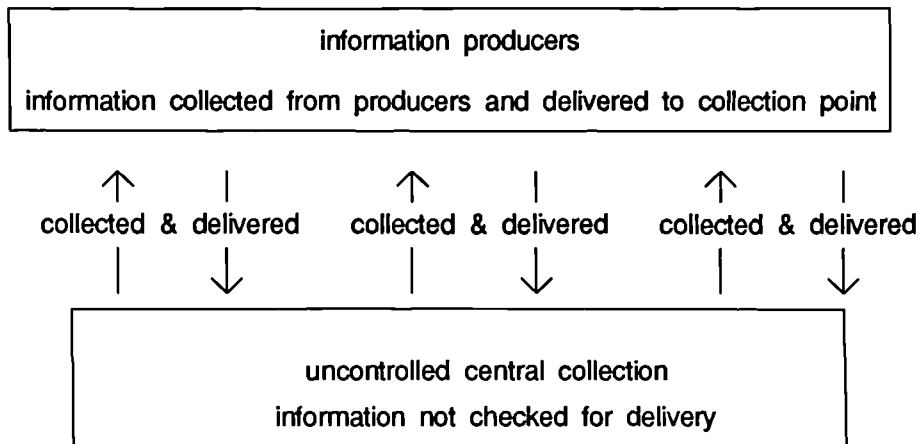 information producers
information collected from producers and delivered to collection point
collected & delivered collected & delivered collected & delivered
uncontrolled central collection
information not checked for delivery